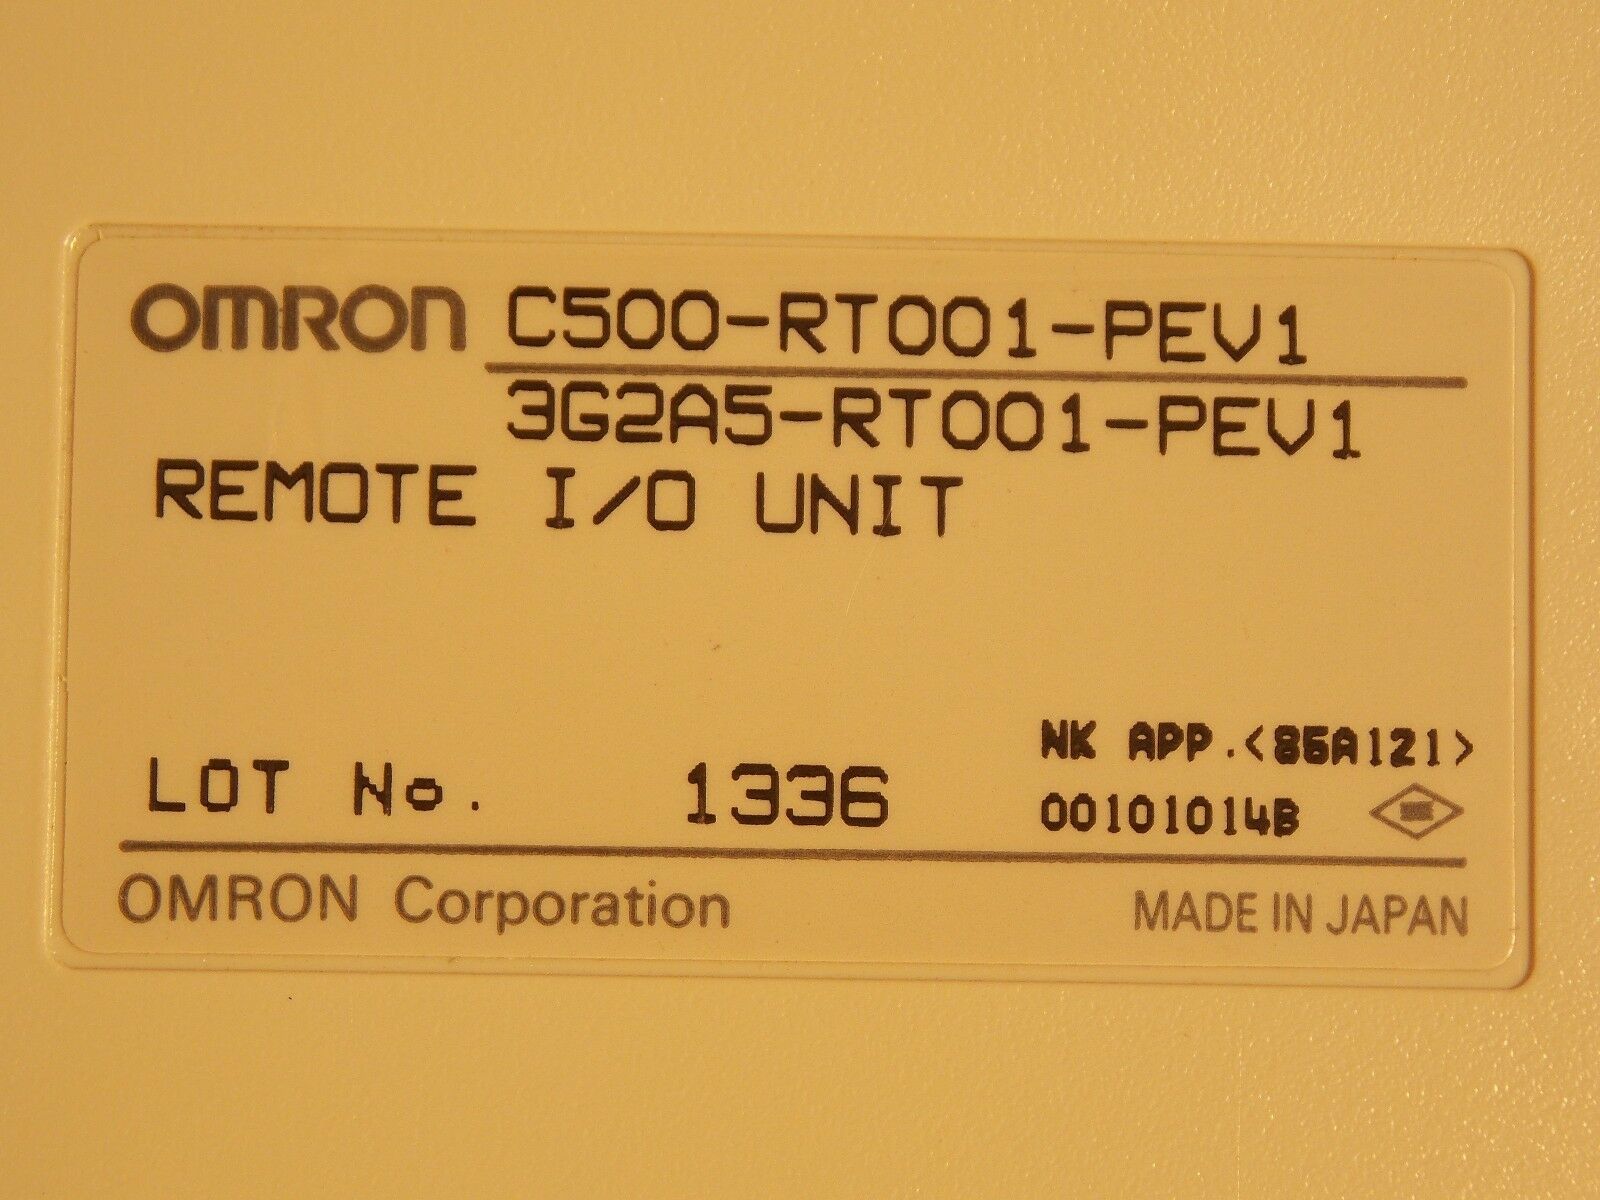 OMRON C500-RT001-PEV1
3G2A5-RT001-PEV1
REMOTE I/O UNIT
NK APP.<85A121>
LOT No. 1336 00101014B
OMRON Corporation MADE IN JAPAN